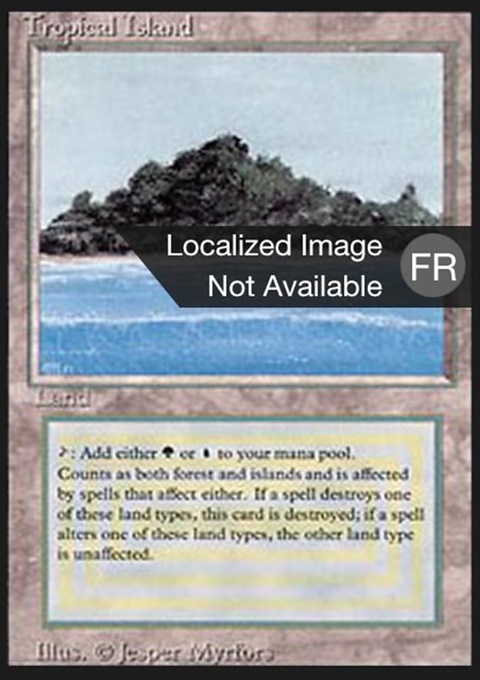 Tropical Island
Localized Image
Not Available
FR
Land
: Add either or to your mana pool.
Counts as both forest and islands and is affected
by spells that affect either. If a spell destroys one
of these land types, this card is destroyed; if a spell
alters one of these land types, the other land type
is unaffected.
Illus. © Jesper Myrfors